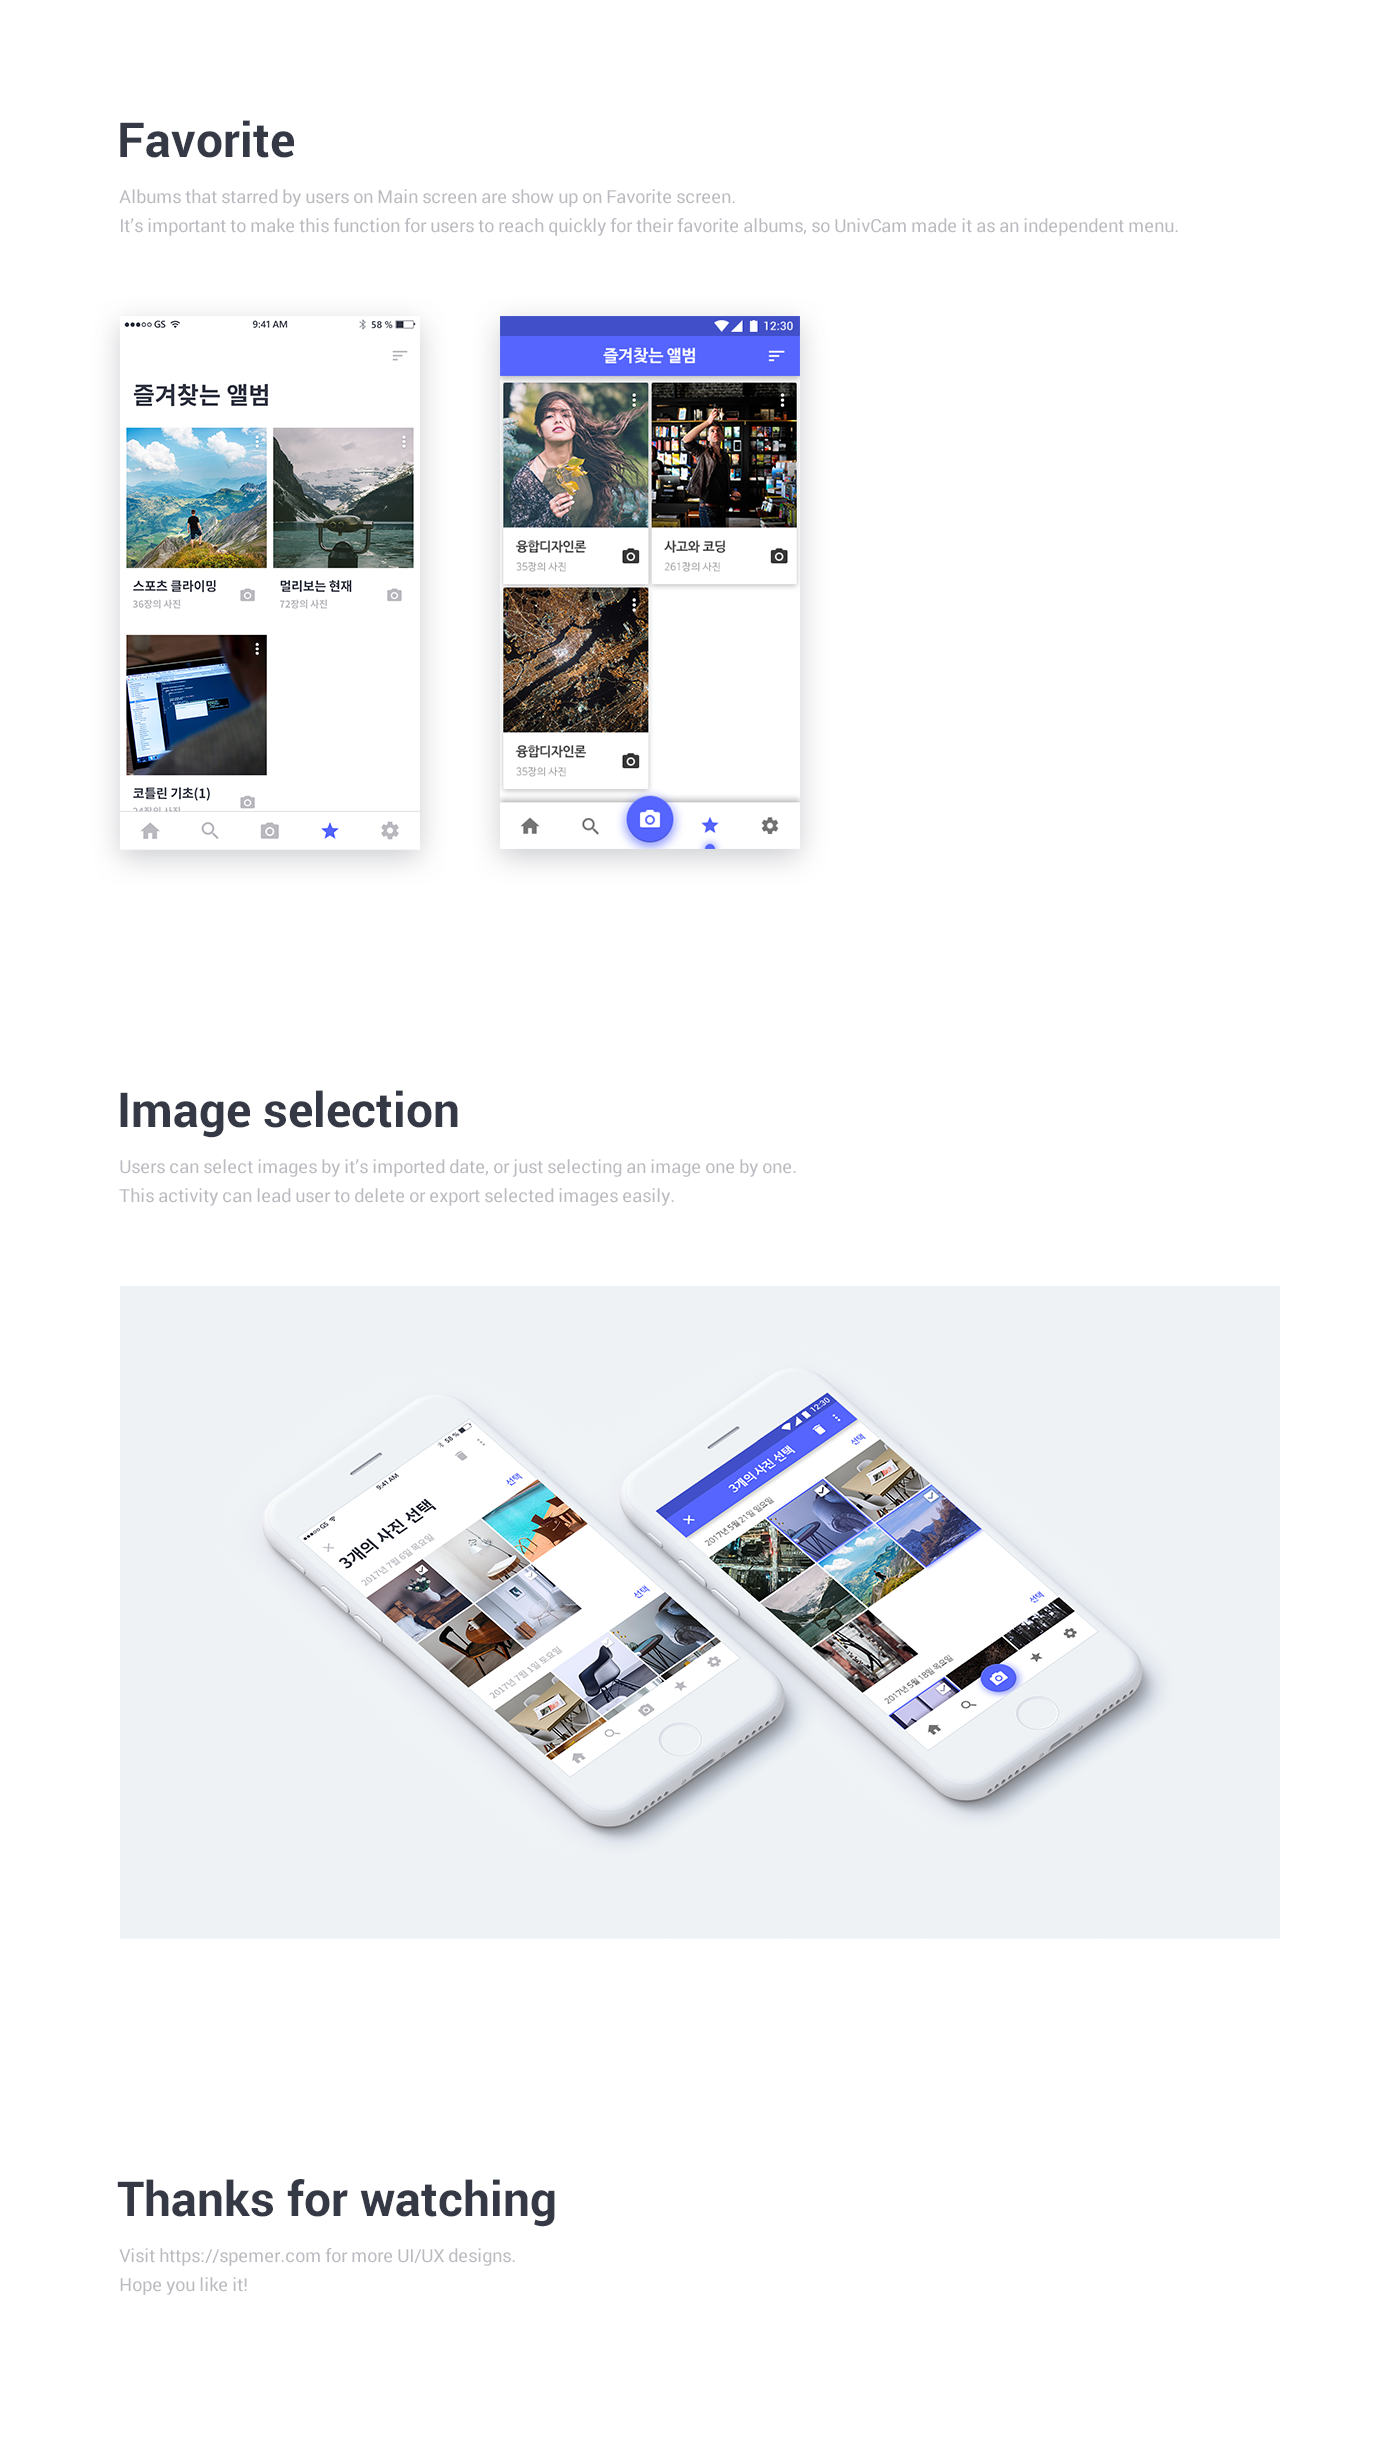 Favorite
Albums that starred by users on Main screen are show up on Favorite screen.
It's important to make this function for users to reach quickly for their favorite albums, so UnivCam made it as an independent menu.
GS 9:41 AM 58 %
즐겨찾는 앨범
스포츠 클라이밍
36장의 사진
멀리보는 현재
72장의 사진
코틀린 기초(1)
24장의 사진
12:30
즐겨찾는 앨범
융합디자인론
35장의 사진
사고와 코딩
261장의 사진
융합디자인론
35장의 사진
Image selection
Users can select images by it's imported date, or just selecting an image one by one.
This activity can lead user to delete or export selected images easily.
GS 9:41 AM 58 %
3개의 사진 선택
2017년 7월 6일 목요일 선택
2017년 7월 1일 토요일 선택
12:30
3개의 사진 선택
2017년 5월 21일 일요일 선택
2017년 5월 18일 목요일 선택
Thanks for watching
Visit https://spemer.com for more UI/UX designs.
Hope you like it!